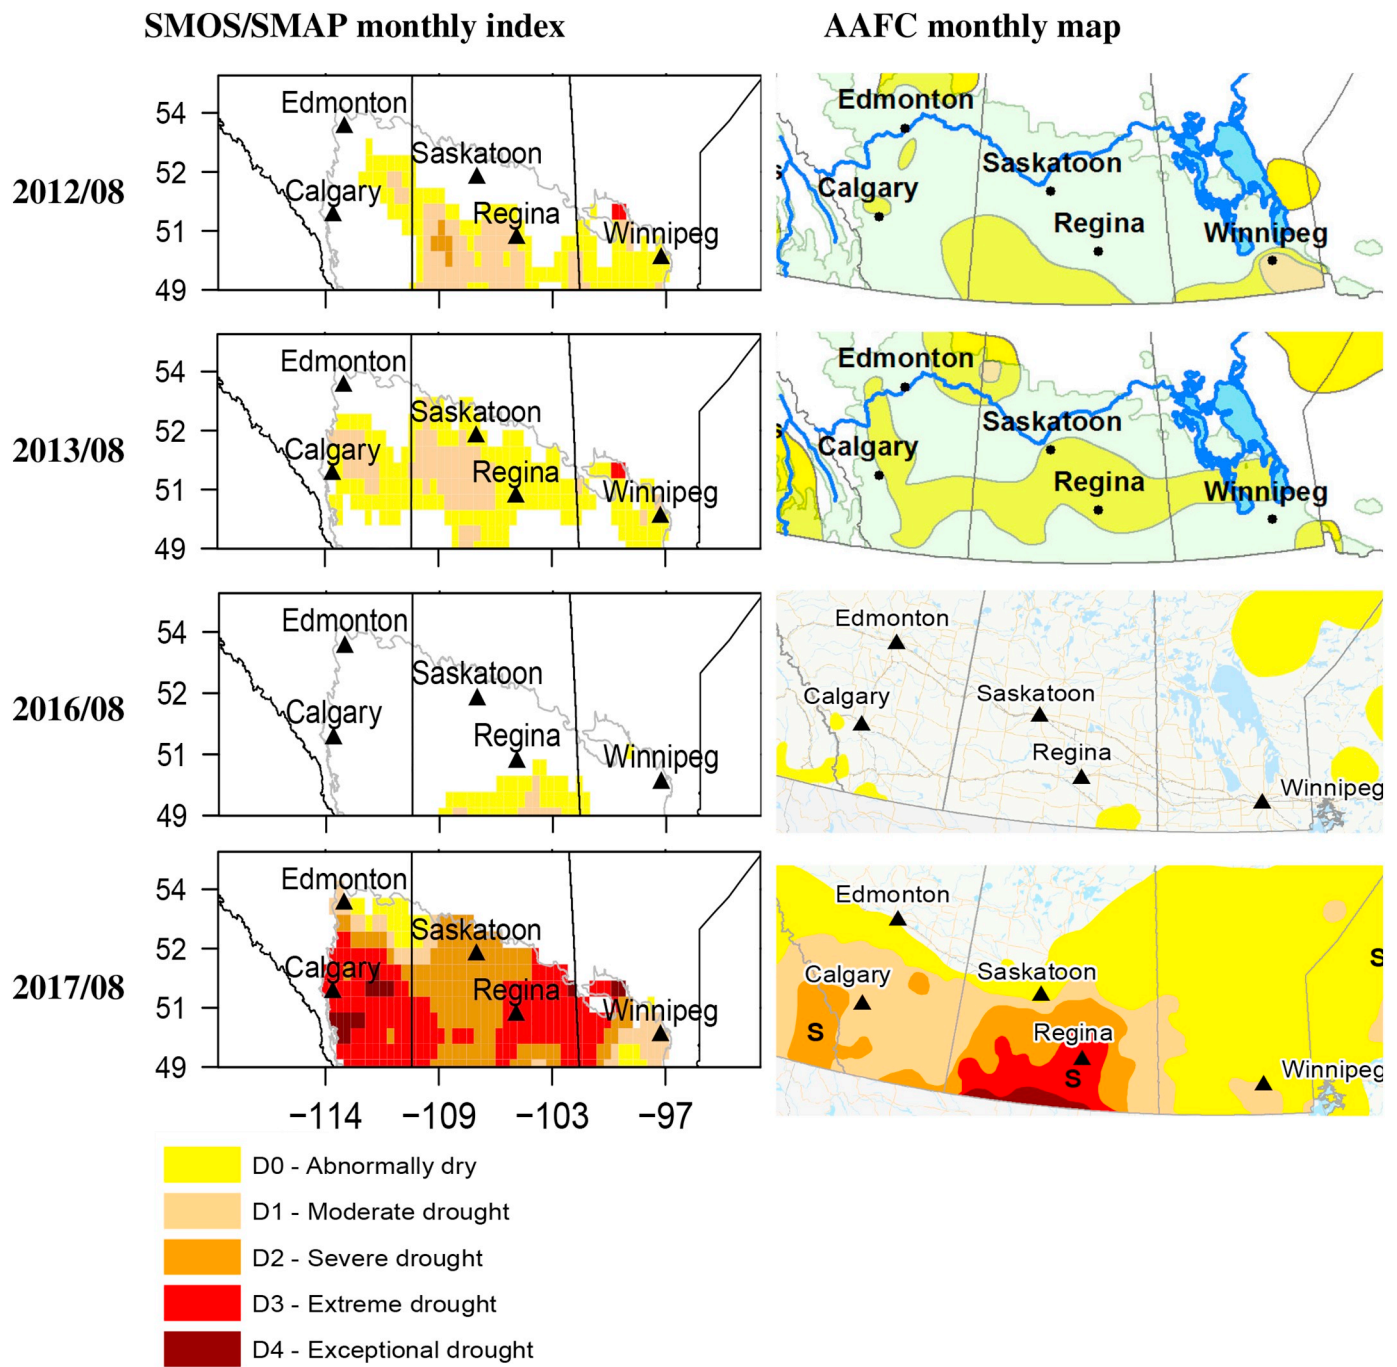 SMOS/SMAP monthly index
AAFC monthly map
2012/08
54
52
51
49
Edmonton
Saskatoon
Calgary
Regina
Winnipeg
Edmonton
Saskatoon
s
Calgary
Regina
Winnipeg
2013/08
54
52
51
49
Edmonton
Saskatoon
Calgary
Regina
Winnipeg
Edmonton
Saskatoon
s
Calgary
Regina
Winnipeg
2016/08
54
52
51
49
Edmonton
Saskatoon
Calgary
Regina
Winnipeg
Edmonton
Calgary
Saskatoon
Regina
Winnipeg
2017/08
54
52
51
49
Edmonton
Saskatoon
Calgary
Regina
Winnipeg
−114
−109
−103
−97
Edmonton
S
Calgary
Saskatoon
S
Regina
S
Winnipeg
D0 - Abnormally dry
D1 - Moderate drought
D2 - Severe drought
D3 - Extreme drought
D4 - Exceptional drought